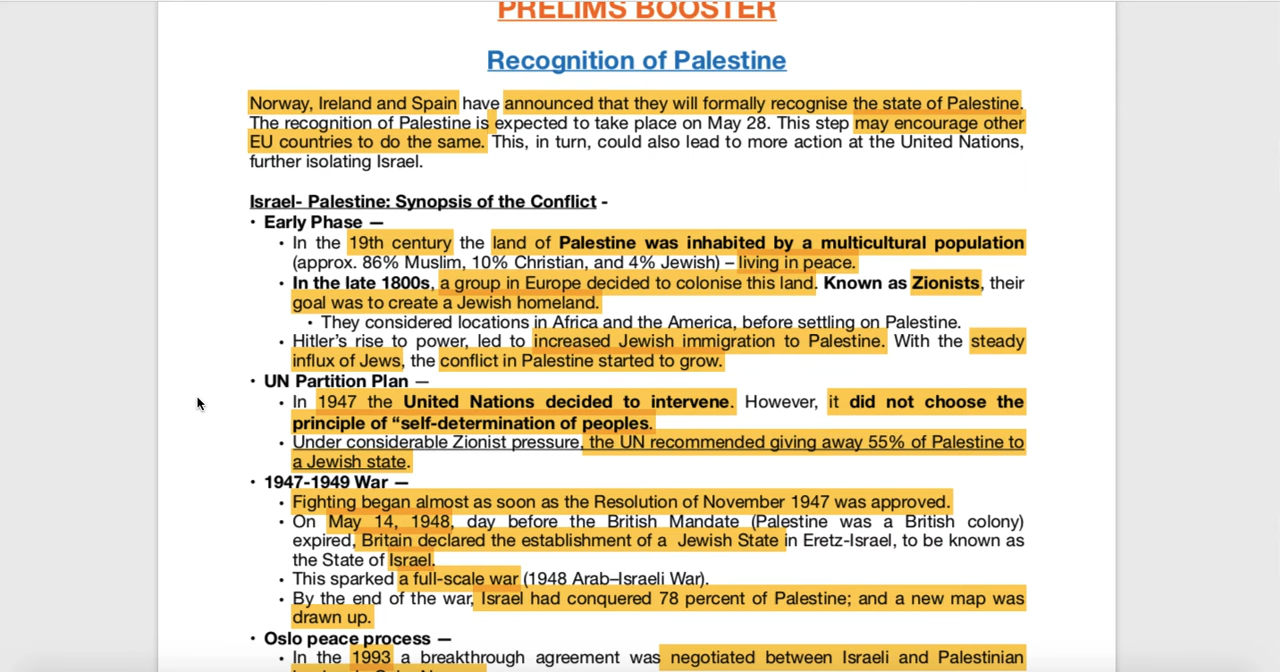 PRELIMS BOOSTER
Recognition of Palestine
Norway, Ireland and Spain have announced that they will formally recognise the state of Palestine.
The recognition of Palestine is expected to take place on May 28. This step may encourage other
EU countries to do the same. This, in turn, could also lead to more action at the United Nations,
further isolating Israel.
Israel- Palestine: Synopsis of the Conflict -
• Early Phase —
• In the 19th century the land of Palestine was inhabited by a multicultural population
(approx. 86% Muslim, 10% Christian, and 4% Jewish) – living in peace.
• In the late 1800s, a group in Europe decided to colonise this land. Known as Zionists, their
goal was to create a Jewish homeland.
• They considered locations in Africa and the America, before settling on Palestine.
• Hitler's rise to power, led to increased Jewish immigration to Palestine. With the steady
influx of Jews, the conflict in Palestine started to grow.
• UN Partition Plan —
• In 1947 the United Nations decided to intervene. However, it did not choose the
principle of “self-determination of peoples.
• Under considerable Zionist pressure, the UN recommended giving away 55% of Palestine to
a Jewish state.
• 1947-1949 War —
• Fighting began almost as soon as the Resolution of November 1947 was approved.
• On May 14, 1948, day before the British Mandate (Palestine was a British colony)
expired, Britain declared the establishment of a Jewish State in Eretz-Israel, to be known as
the State of Israel.
• This sparked a full-scale war (1948 Arab–Israeli War).
• By the end of the war, Israel had conquered 78 percent of Palestine; and a new map was
drawn up.
• Oslo peace process —
• In the 1993 a breakthrough agreement was negotiated between Israeli and Palestinian